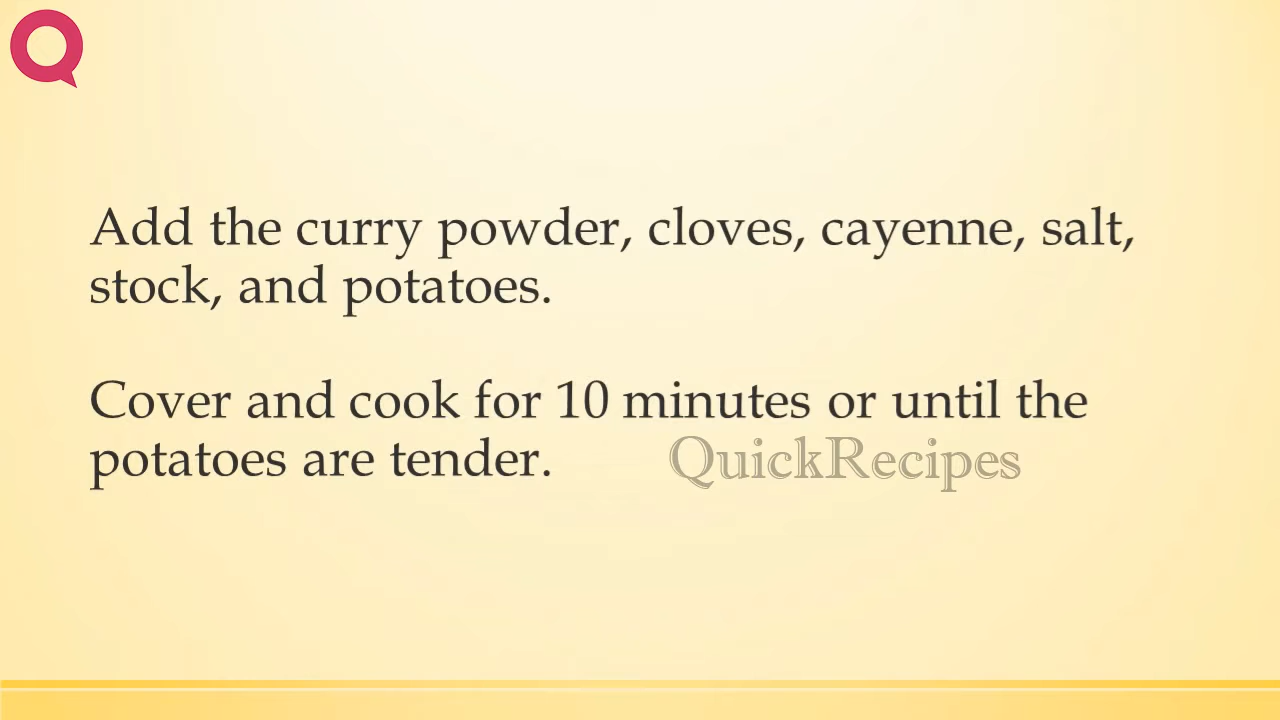 Add the curry powder, cloves, cayenne, salt,
stock, and potatoes.
Cover and cook for 10 minutes or until the
potatoes are tender.
QuickRecipes